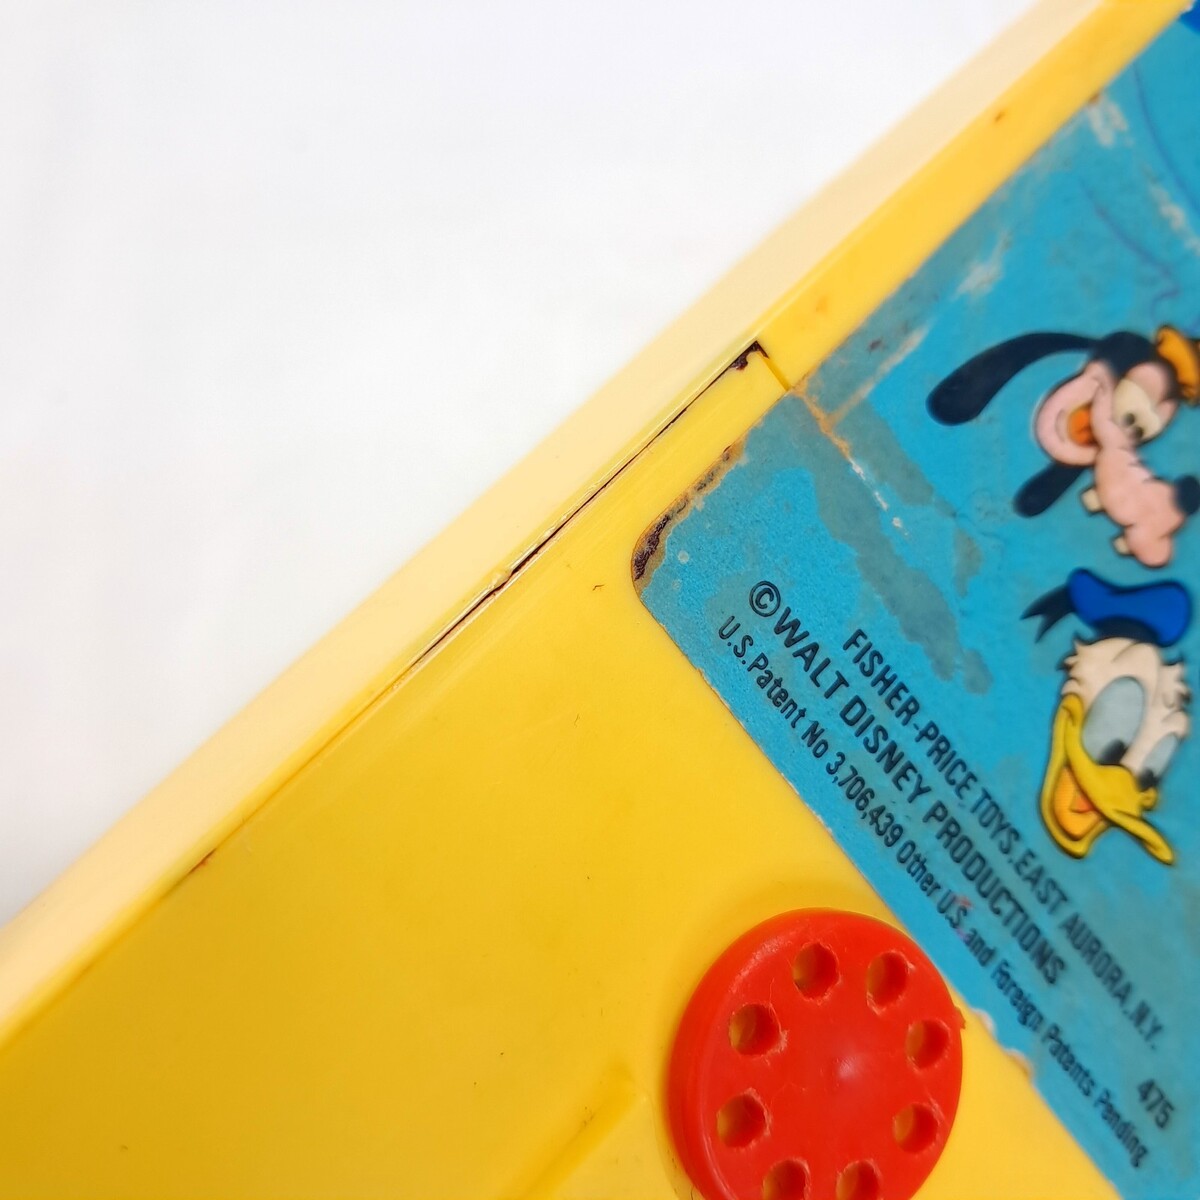 FISHER-PRICE TOYS, EAST AURORA, N.Y.
©WALT DISNEY PRODUCTIONS 475
U.S. Patent No 3,706,439 Other U.S. and Foreign Patents Pending